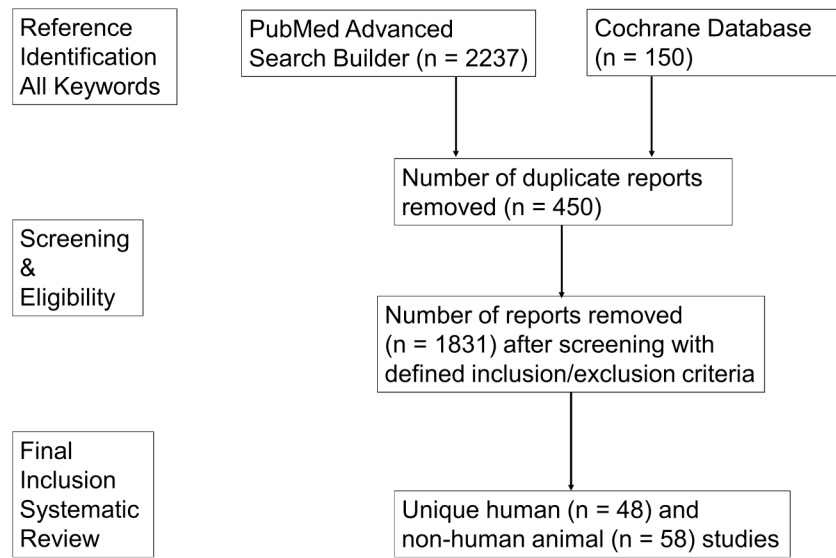 Reference
Identification
All Keywords
PubMed Advanced
Search Builder (n = 2237)
Cochrane Database
(n = 150)
Number of duplicate reports
removed (n = 450)
Screening
&
Eligibility
Number of reports removed
(n = 1831) after screening with
defined inclusion/exclusion criteria
Final
Inclusion
Systematic
Review
Unique human (n = 48) and
non-human animal (n = 58) studies